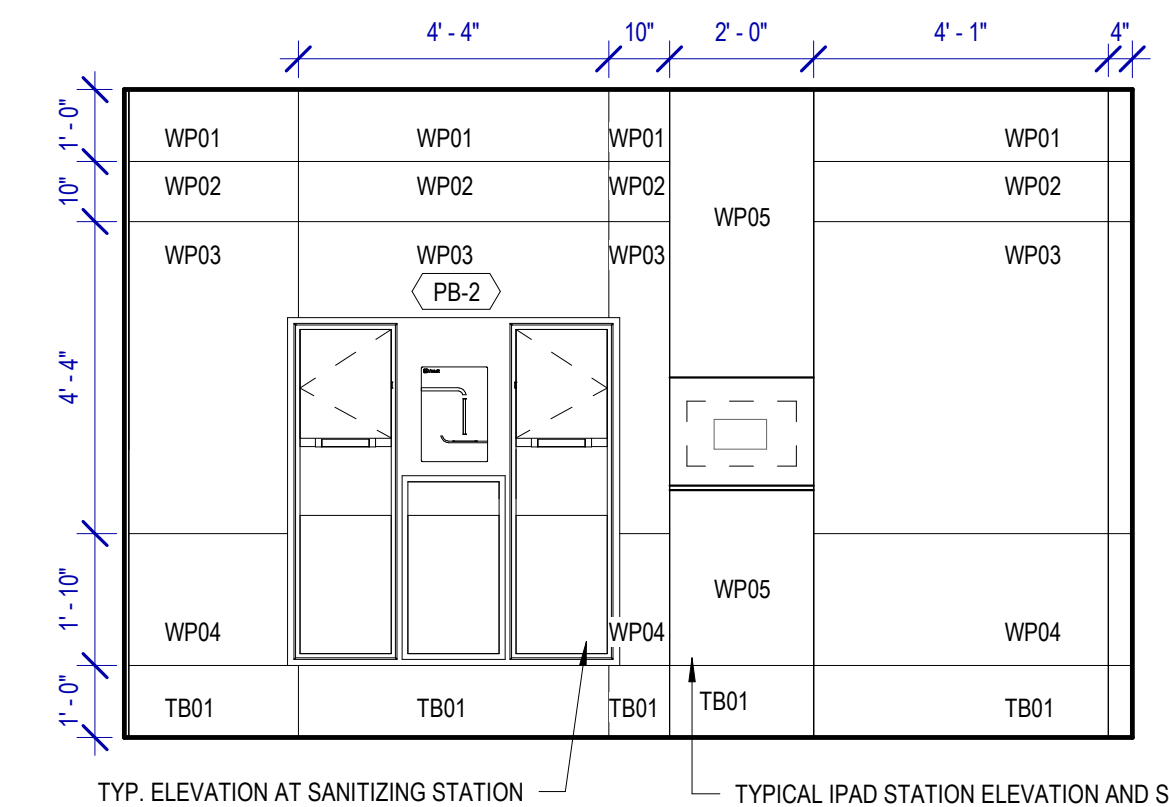 4' - 4" 10" 2' - 0" 4' - 1" 4"
1' - 0"
WP01 WP01 WP01 WP01
10"
WP02 WP02 WP02 WP02
WP05
WP03 WP03 WP03 WP03
PB-2
4' - 4"
1' - 10"
WP05
WP04 WP04 WP04
1' - 0"
TB01 TB01 TB01 TB01 TB01
TYP. ELEVATION AT SANITIZING STATION
TYPICAL IPAD STATION ELEVATION AND S